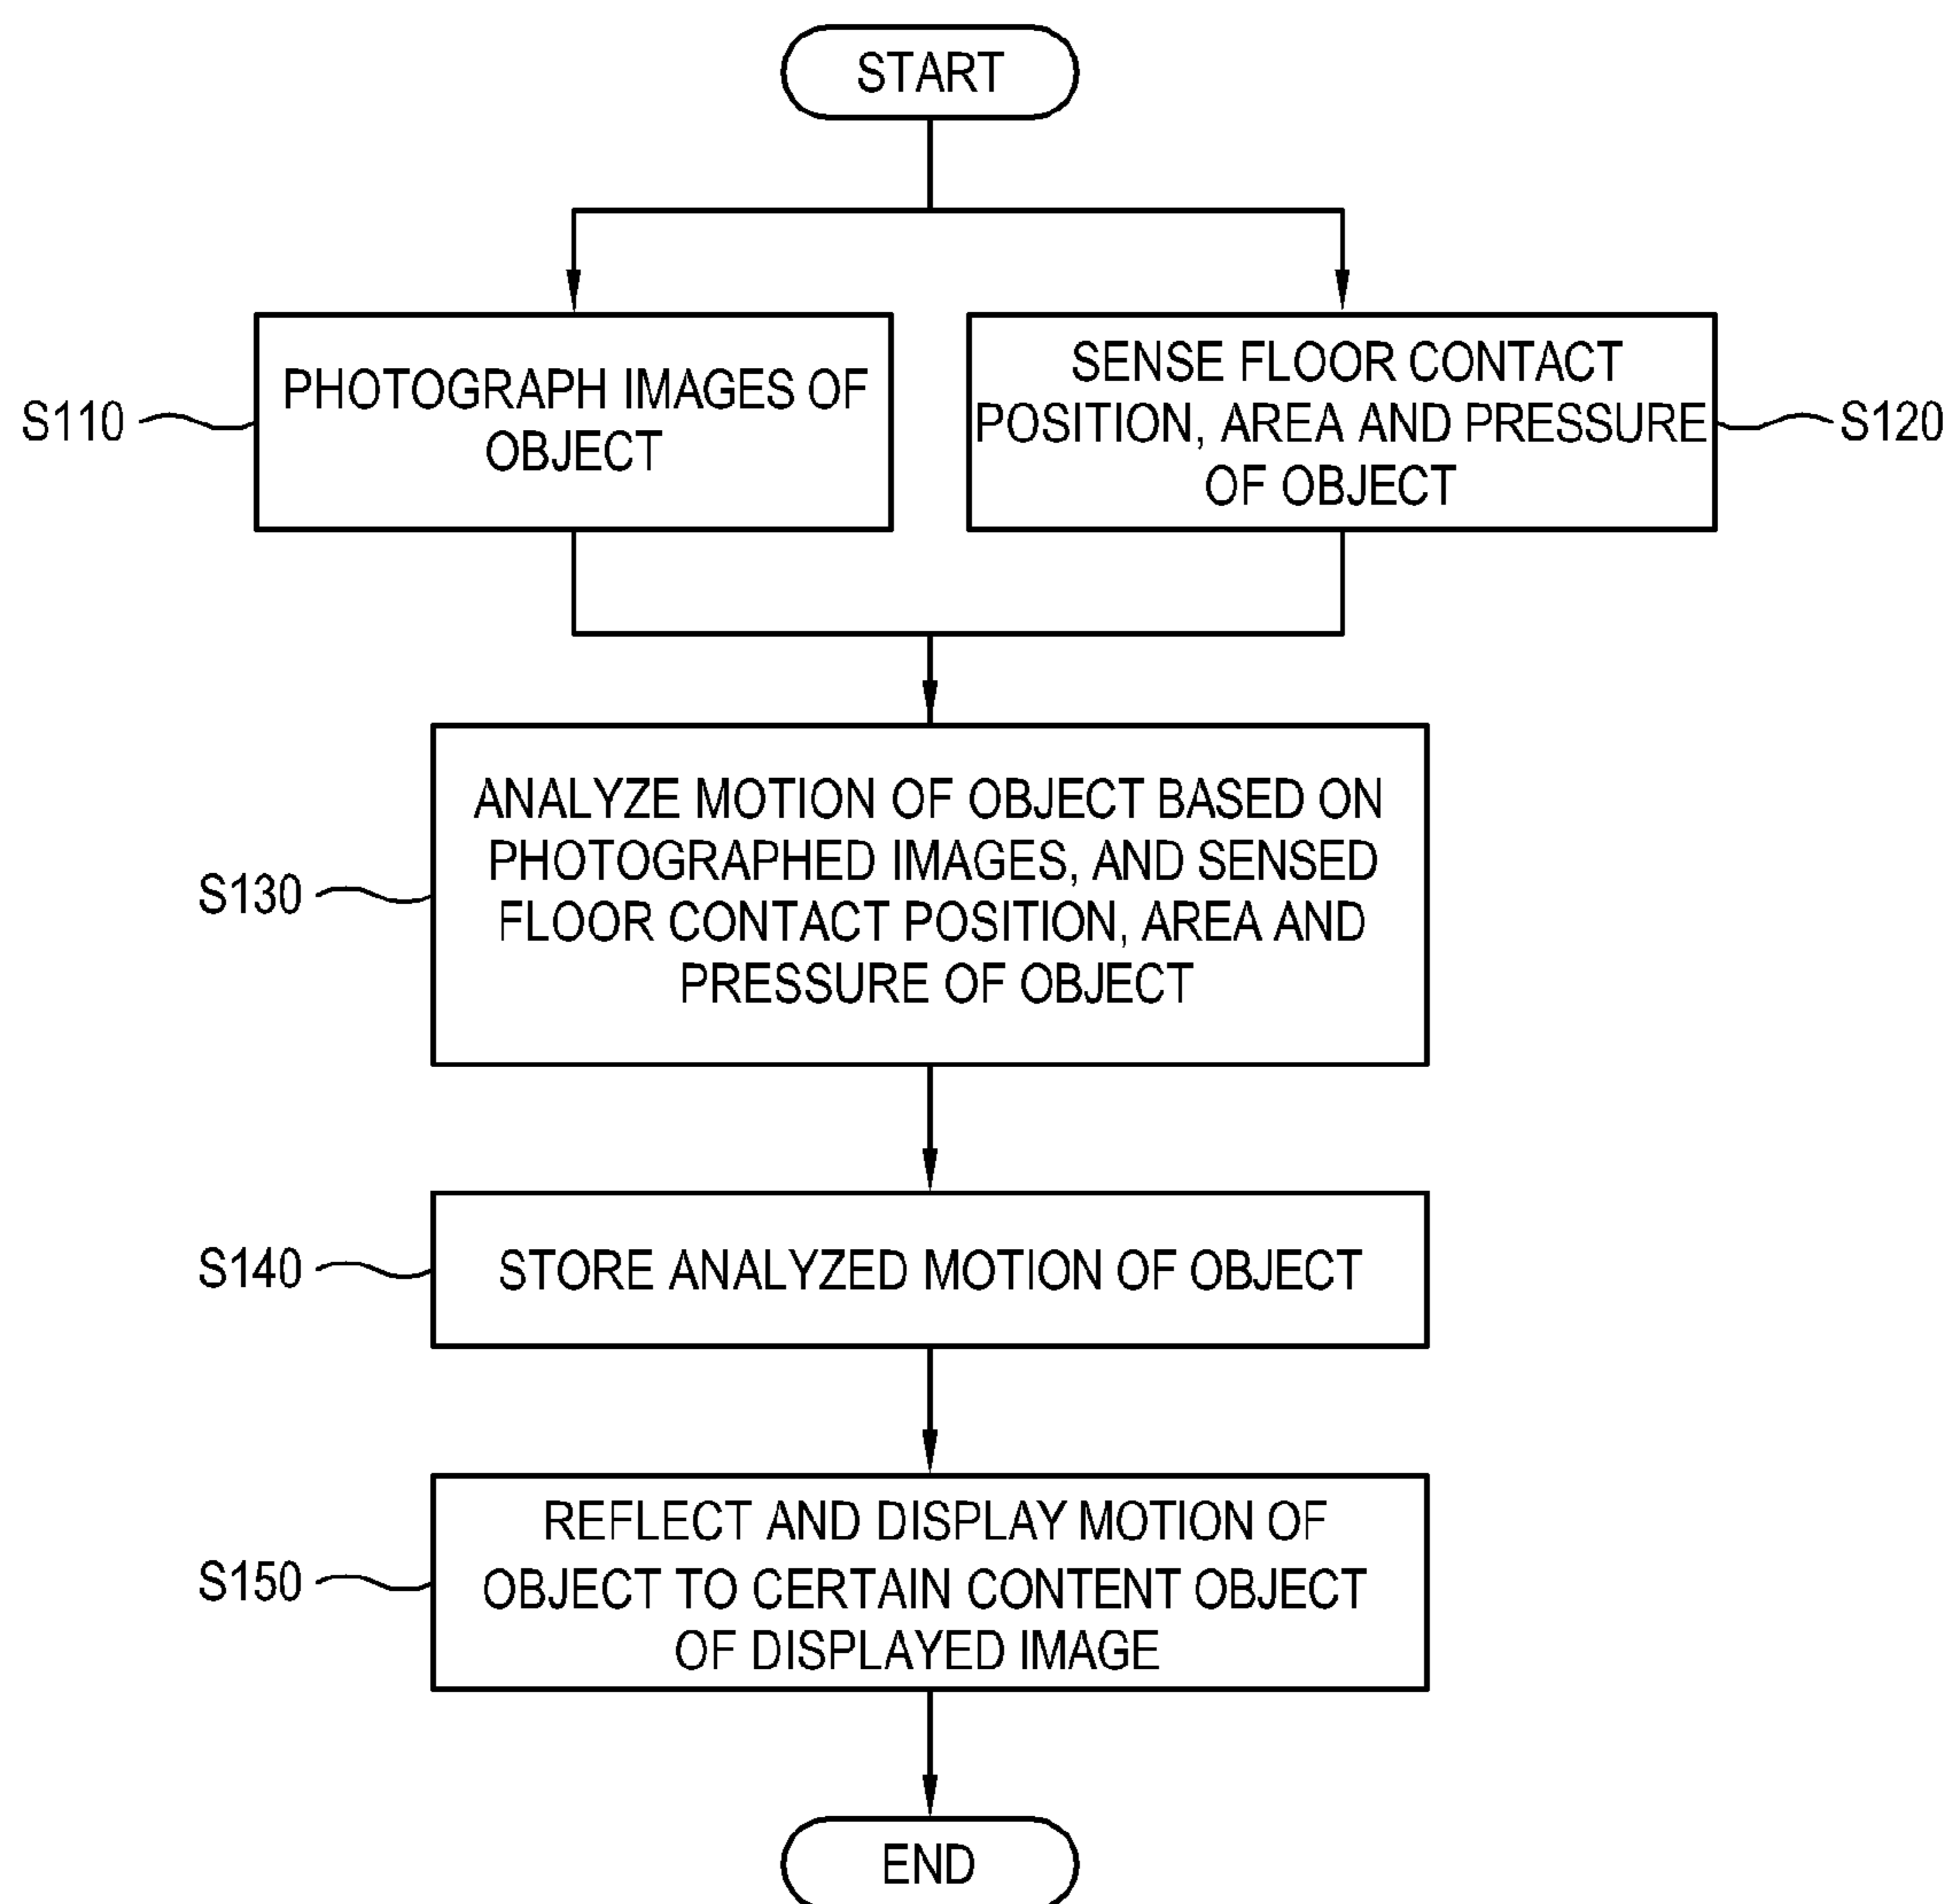 START
S110
PHOTOGRAPH IMAGES OF
OBJECT
SENSE FLOOR CONTACT
POSITION, AREA AND PRESSURE
OF OBJECT
S120
S130
ANALYZE MOTION OF OBJECT BASED ON
PHOTOGRAPHED IMAGES, AND SENSED
FLOOR CONTACT POSITION, AREA AND
PRESSURE OF OBJECT
S140
STORE ANALYZED MOTION OF OBJECT
S150
REFLECT AND DISPLAY MOTION OF
OBJECT TO CERTAIN CONTENT OBJECT
OF DISPLAYED IMAGE
END